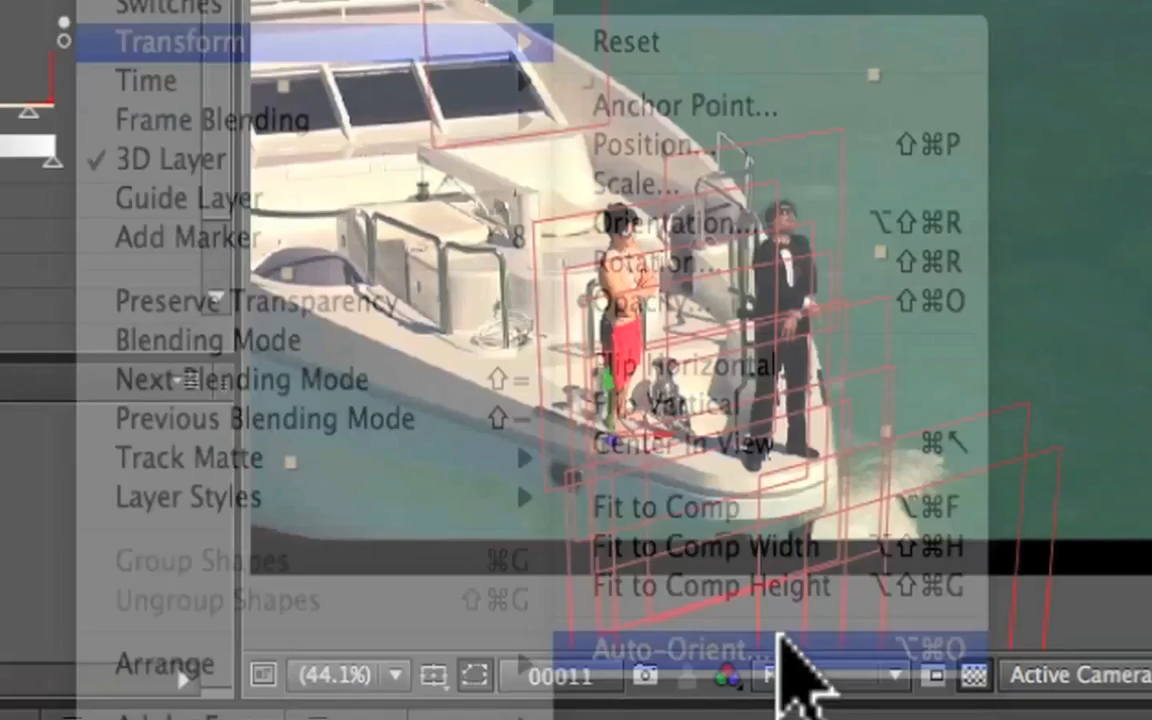 Switches
Transform
Time
Frame Blending
✓ 3D Layer
Guide Layer
Add Marker 8
Preserve Transparency
Blending Mode
Next Blending Mode ⇧=
Previous Blending Mode ⇧-
Track Matte
Layer Styles
Group Shapes ⌘G
Ungroup Shapes ⇧⌘G
Arrange
Reset
Anchor Point...
Position... ⇧⌘P
Scale...
Orientation... ⌥⇧⌘R
Rotation... ⇧⌘R
Opacity... ⇧⌘O
Flip Horizontal
Flip Vertical
Center In View ⌘↖
Fit to Comp ⌥⌘F
Fit to Comp Width ⌥⇧⌘H
Fit to Comp Height ⌥⇧⌘G
Auto-Orient... ⌥⌘O
(44.1%) 00011 Active Camera